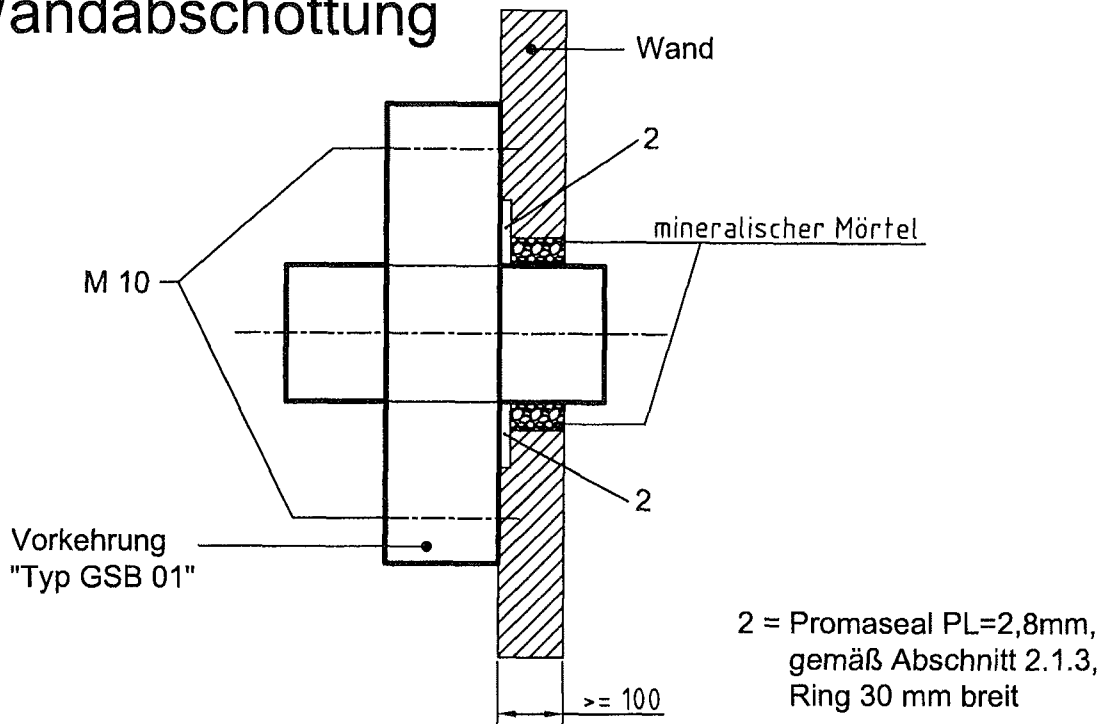 Wandabschottung
Wand
2
mineralischer Mörtel
M 10
2
Vorkehrung
"Typ GSB 01"
2 = Promaseal PL=2,8mm,
gemäß Abschnitt 2.1.3,
Ring 30 mm breit
>= 100